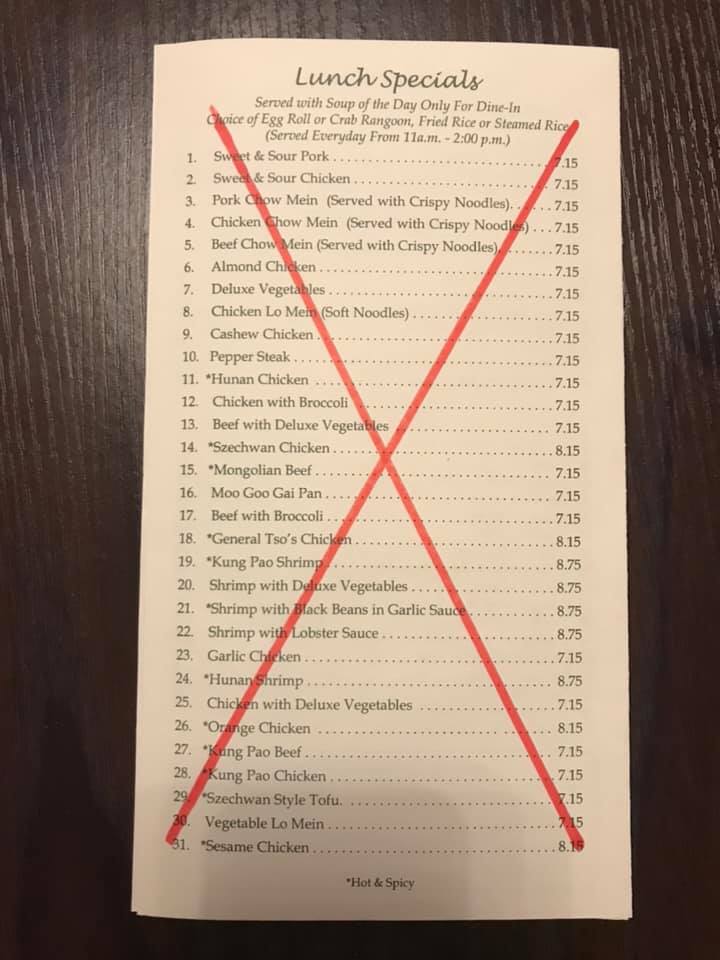 Lunch Specials
Served with Soup of the Day Only For Dine-In
Choice of Egg Roll or Crab Rangoon, Fried Rice or Steamed Rice
(Served Everyday From 11a.m. - 2:00 p.m.)
1. Sweet & Sour Pork . . . . . . . . . . . . . . . . . . . . 7.15
2. Sweet & Sour Chicken . . . . . . . . . . . . . . . . . . . . 7.15
3. Pork Chow Mein (Served with Crispy Noodles). . . . . . . 7.15
4. Chicken Chow Mein (Served with Crispy Noodles) . . . 7.15
5. Beef Chow Mein (Served with Crispy Noodles). . . . . . . . 7.15
6. Almond Chicken . . . . . . . . . . . . . . . . . . . . 7.15
7. Deluxe Vegetables . . . . . . . . . . . . . . . . . . . . 7.15
8. Chicken Lo Mein (Soft Noodles) . . . . . . . . . . . . . . . . 7.15
9. Cashew Chicken . . . . . . . . . . . . . . . . . . . . 7.15
10. Pepper Steak . . . . . . . . . . . . . . . . . . . . 7.15
11. *Hunan Chicken . . . . . . . . . . . . . . . . . . . . 7.15
12. Chicken with Broccoli . . . . . . . . . . . . . . . . . . . . 7.15
13. Beef with Deluxe Vegetables . . . . . . . . . . . . . . . . . . 7.15
14. *Szechwan Chicken . . . . . . . . . . . . . . . . . . . . 8.15
15. *Mongolian Beef . . . . . . . . . . . . . . . . . . . . 7.15
16. Moo Goo Gai Pan . . . . . . . . . . . . . . . . . . . . 7.15
17. Beef with Broccoli . . . . . . . . . . . . . . . . . . . . 7.15
18. *General Tso's Chicken . . . . . . . . . . . . . . . . . . . . 8.15
19. *Kung Pao Shrimp . . . . . . . . . . . . . . . . . . . . 8.75
20. Shrimp with Deluxe Vegetables . . . . . . . . . . . . . . . . 8.75
21. *Shrimp with Black Beans in Garlic Sauce . . . . . . . . . . 8.75
22. Shrimp with Lobster Sauce . . . . . . . . . . . . . . . . . . . . 8.75
23. Garlic Chicken . . . . . . . . . . . . . . . . . . . . 7.15
24. *Hunan Shrimp . . . . . . . . . . . . . . . . . . . . 8.75
25. Chicken with Deluxe Vegetables . . . . . . . . . . . . . . . 7.15
26. *Orange Chicken . . . . . . . . . . . . . . . . . . . . 8.15
27. *Kung Pao Beef . . . . . . . . . . . . . . . . . . . . 7.15
28. *Kung Pao Chicken . . . . . . . . . . . . . . . . . . . . 7.15
29. *Szechwan Style Tofu. . . . . . . . . . . . . . . . . . . . 7.15
30. Vegetable Lo Mein . . . . . . . . . . . . . . . . . . . . 7.15
31. *Sesame Chicken . . . . . . . . . . . . . . . . . . . . 8.15
*Hot & Spicy